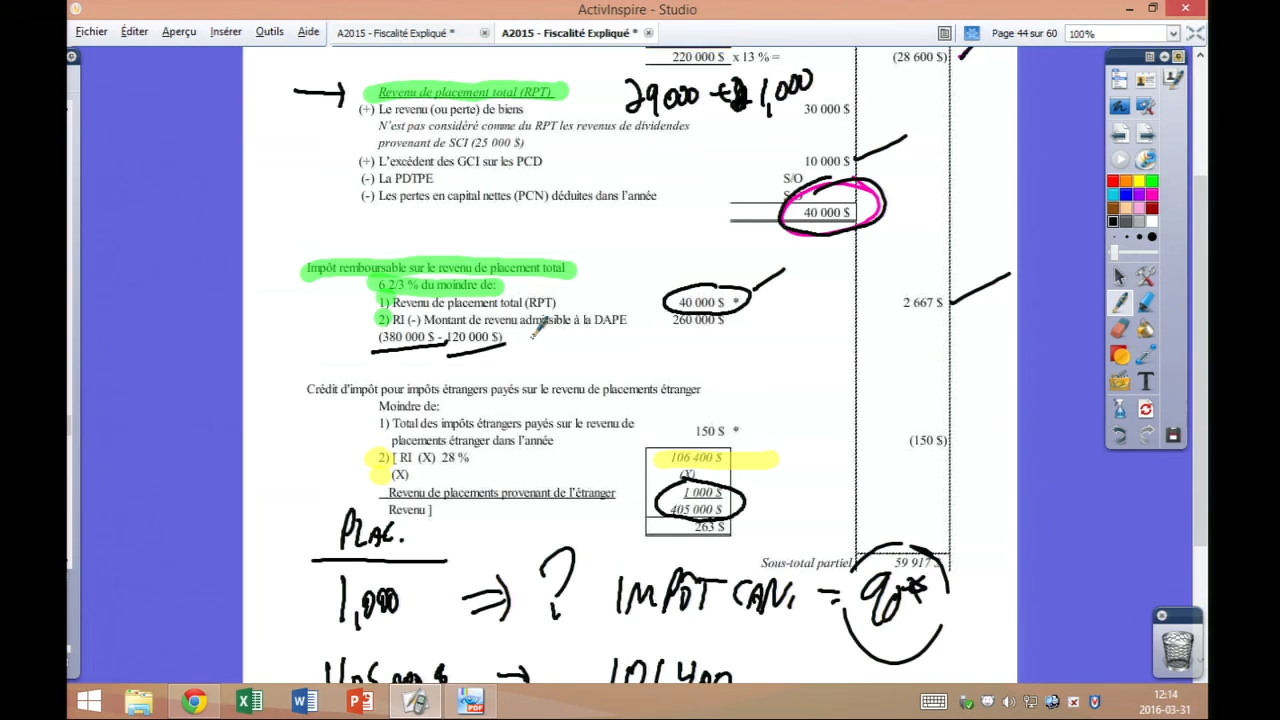 ActivInspire - Studio
Fichier Éditer Aperçu Insérer Outils Aide A2015 - Fiscalité Expliqué * A2015 - Fiscalité Expliqué * Page 44 sur 60 100%
220 000 $ x 13 % = (28 600 $)
Revenu de placement total (RPT) 29000 + 1,000
(+) Le revenu (ou perte) de biens 30 000 $
N'est pas considéré comme du RPT les revenus de dividendes
provenant de SCI (25 000 $)
(+) L'excédent des GCI sur les PCD 10 000 $
(-) La PDTPE S/O
(-) Les pertes en capital nettes (PCN) déduites dans l'année S/O
40 000 $
Impôt remboursable sur le revenu de placement total
6 2/3 % du moindre de:
1) Revenu de placement total (RPT) 40 000 $ * 2 667 $
2) RI (-) Montant de revenu admissible à la DAPE 260 000 $
(380 000 $ - 120 000 $)
Crédit d'impôt pour impôts étrangers payés sur le revenu de placements étranger
Moindre de:
1) Total des impôts étrangers payés sur le revenu de 150 $ *
placements étranger dans l'année (150 $)
2) [ RI (X) 28 % 106 400 $
(X) (X)
Revenu de placements provenant de l'étranger 1 000 $
Revenu ] 405 000 $
263 $
PLAC.
Sous-total partiel 59 917 $
1,000 => ? IMPÔT CAN. =
12:14
2016-03-31